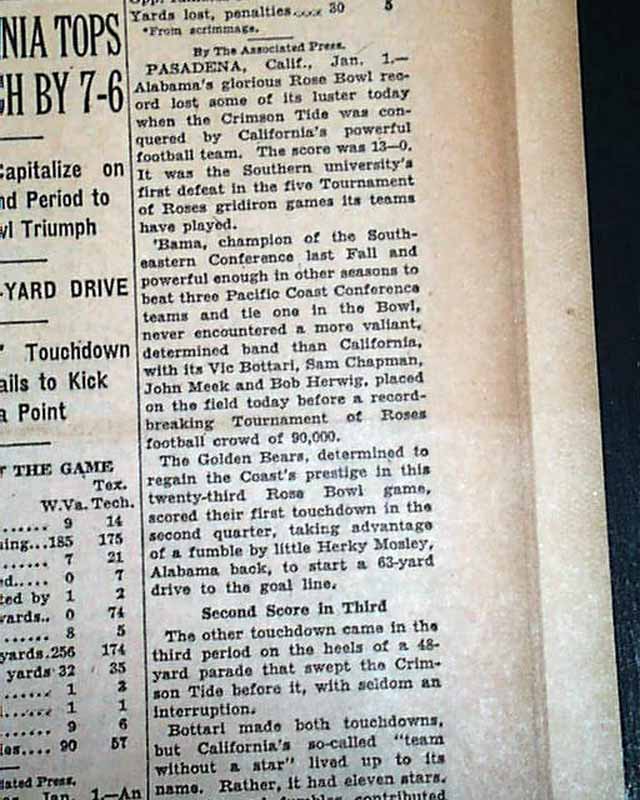 NIA TOPS
CH BY 7-6
Capitalize on
nd Period to
wl Triumph
-YARD DRIVE
Touchdown
ails to Kick
a Point
THE GAME
Tex.
W.Va. Tech.
...... 9 14
ing...185 175
...... 7 21
ed..... 0 7
ted by 1 2
wards.. 0 74
...... 8 5
yards.256 174
yards 32 35
...... 1 3
...... 1 1
...... 9 6
ies.... 90 57
iated Press.
Jan. 1.—An
Yards lost, penalties..... 30 5
*From scrimmage.
By The Associated Press.
PASADENA, Calif., Jan. 1.—
Alabama's glorious Rose Bowl rec-
ord lost some of its luster today
when the Crimson Tide was con-
quered by California's powerful
football team. The score was 13—0.
It was the Southern university's
first defeat in the five Tournament
of Roses gridiron games its teams
have played.
'Bama, champion of the South-
eastern Conference last Fall and
powerful enough in other seasons to
beat three Pacific Coast Conference
teams and tie one in the Bowl,
never encountered a more valiant,
determined band than California,
with its Vic Bottari, Sam Chapman,
John Meek and Bob Herwig, placed
on the field today before a record-
breaking Tournament of Roses
football crowd of 90,000.
The Golden Bears, determined to
regain the Coast's prestige in this
twenty-third Rose Bowl game,
scored their first touchdown in the
second quarter, taking advantage
of a fumble by little Herky Mosley,
Alabama back, to start a 63-yard
drive to the goal line.
Second Score in Third
The other touchdown came in the
third period on the heels of a 48-
yard parade that swept the Crim-
son Tide before it, with seldom an
interruption.
Bottari made both touchdowns,
but California's so-called "team
without a star" lived up to its
name. Rather, it had eleven stars.
fumbles contributed